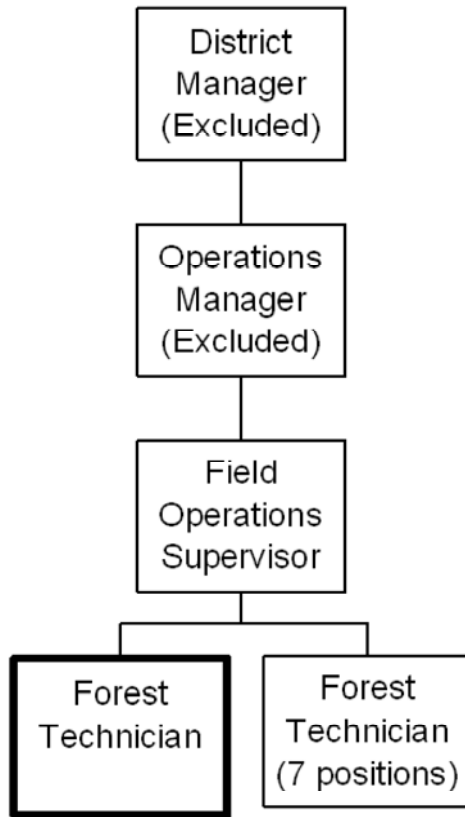 District
Manager
(Excluded)
Operations
Manager
(Excluded)
Field
Operations
Supervisor
Forest
Technician
Forest
Technician
(7 positions)